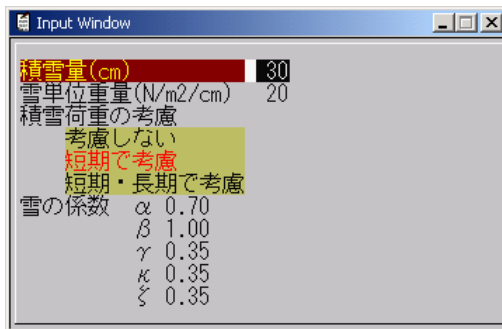 Input Window
積雪量(cm) 30
雪単位重量(N/m2/cm) 20
積雪荷重の考慮
考慮しない
短期で考慮
短期・長期で考慮
雪の係数 α 0.70
β 1.00
γ 0.35
κ 0.35
ζ 0.35